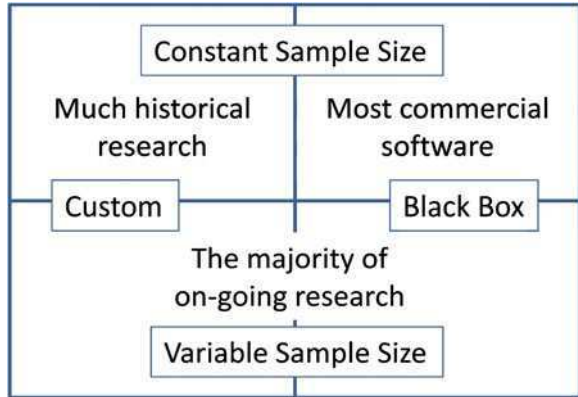 Constant Sample Size
Much historical
research
Most commercial
software
Custom
Black Box
The majority of
on-going research
Variable Sample Size